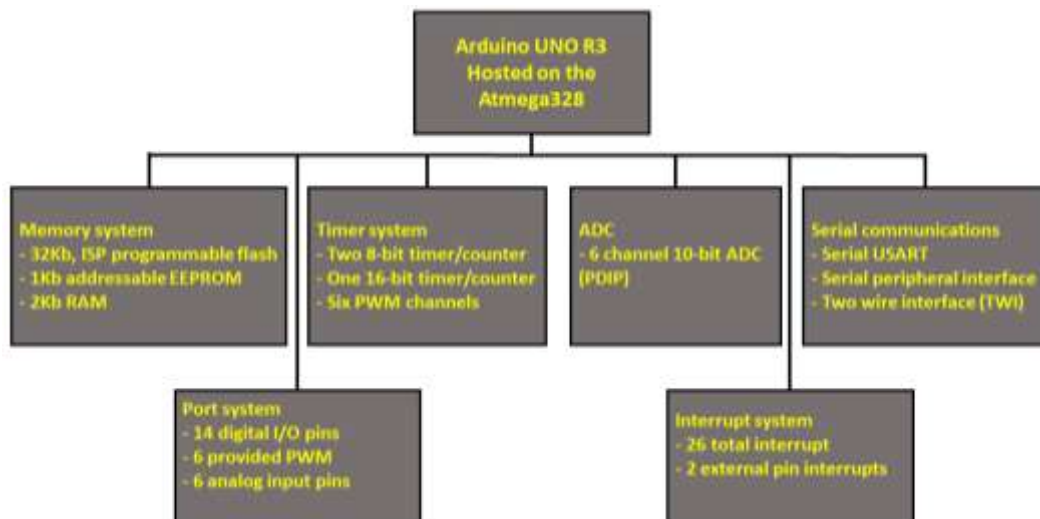 Arduino UNO R3
Hosted on the
Atmega328
Memory system
- 32Kb, ISP programmable flash
- 1Kb addressable EEPROM
- 2Kb RAM
Timer system
- Two 8-bit timer/counter
- One 16-bit timer/counter
- Six PWM channels
ADC
- 6 channel 10-bit ADC
(PDIP)
Serial communications
- Serial USART
- Serial peripheral interface
- Two wire interface (TWI)
Port system
- 14 digital I/O pins
- 6 provided PWM
- 6 analog input pins
Interrupt system
- 26 total interrupt
- 2 external pin interrupts